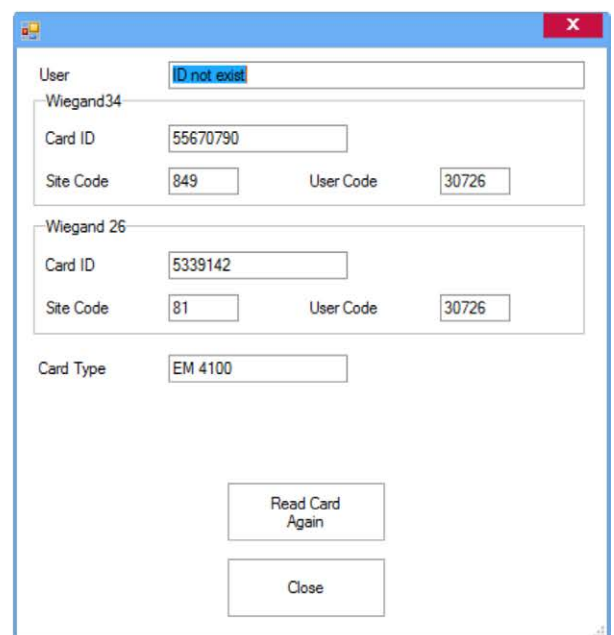 X
User ID not exist
Wiegand34
Card ID 55670790
Site Code 849 User Code 30726
Wiegand 26
Card ID 5339142
Site Code 81 User Code 30726
Card Type EM 4100
Read Card
Again
Close